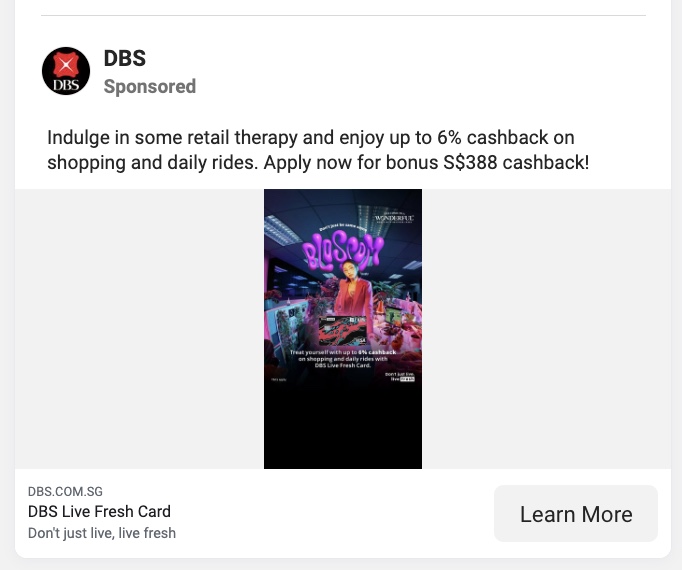 DBS
DBS
Sponsored
Indulge in some retail therapy and enjoy up to 6% cashback on
shopping and daily rides. Apply now for bonus S$388 cashback!
WONDERFUL
Don't just be same same
BLOSSOM
VISA
Treat yourself with up to 6% cashback
on shopping and daily rides with
DBS Live Fresh Card.
Don't just live,
live fresh
DBS.COM.SG
DBS Live Fresh Card
Don't just live, live fresh
Learn More